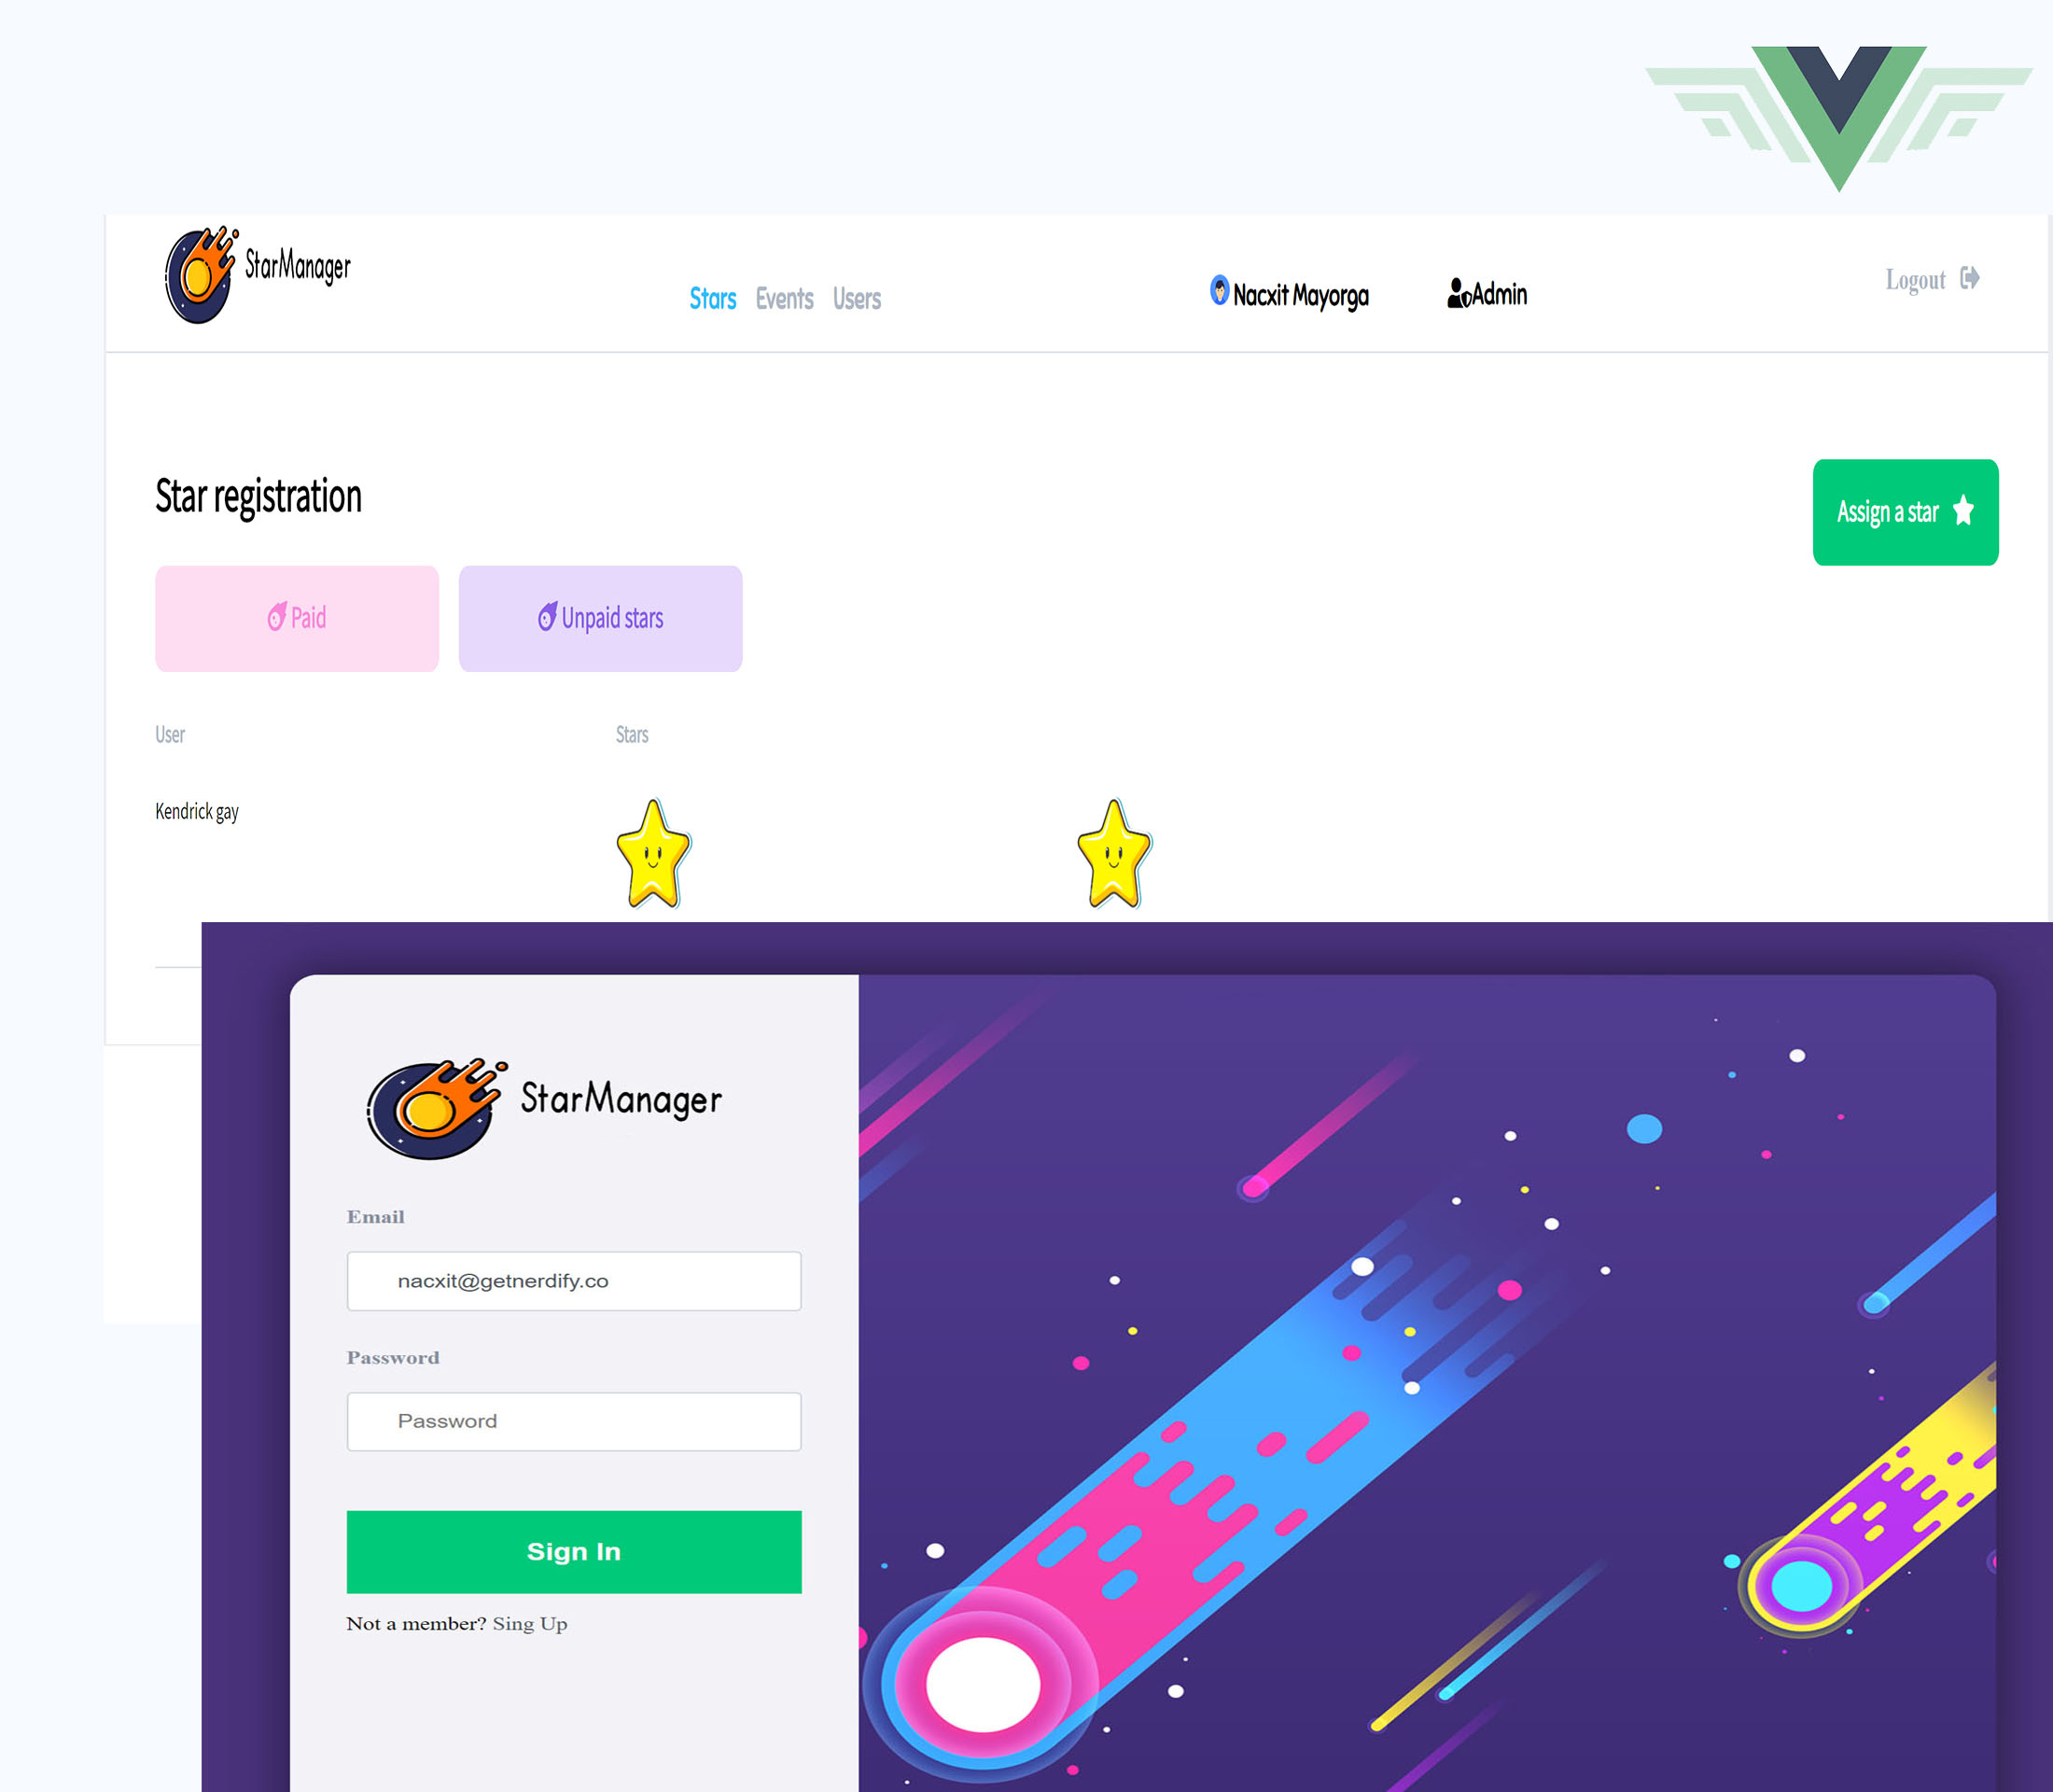 StarManager
Stars Events Users
Nacxit Mayorga
Admin
Logout
Star registration
Assign a star
Paid
Unpaid stars
User Stars
Kendrick gay
StarManager
Email
nacxit@getnerdify.co
Password
Password
Sign In
Not a member? Sing Up